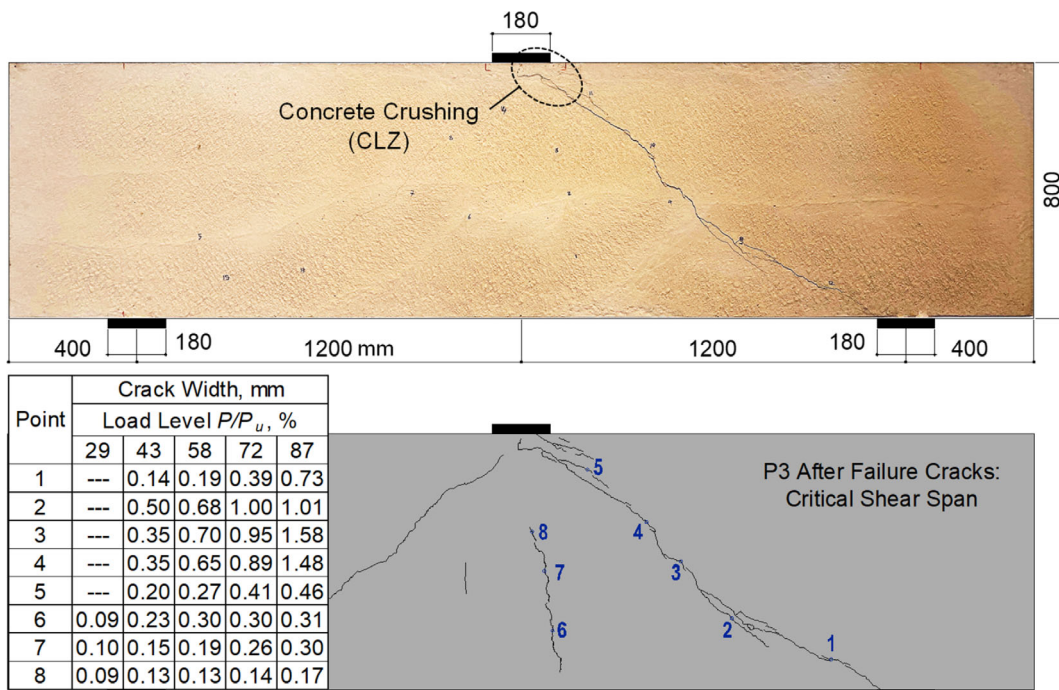 180
Concrete Crushing
(CLZ)
800
400 180 1200 mm 1200 180 400
Point Crack Width, mm
Load Level P/Pu, %
29 43 58 72 87
1 --- 0.14 0.19 0.39 0.73
2 --- 0.50 0.68 1.00 1.01
3 --- 0.35 0.70 0.95 1.58
4 --- 0.35 0.65 0.89 1.48
5 --- 0.20 0.27 0.41 0.46
6 0.09 0.23 0.30 0.30 0.31
7 0.10 0.15 0.19 0.26 0.30
8 0.09 0.13 0.13 0.14 0.17
P3 After Failure Cracks:
Critical Shear Span
5
8
4
7
3
6
2
1